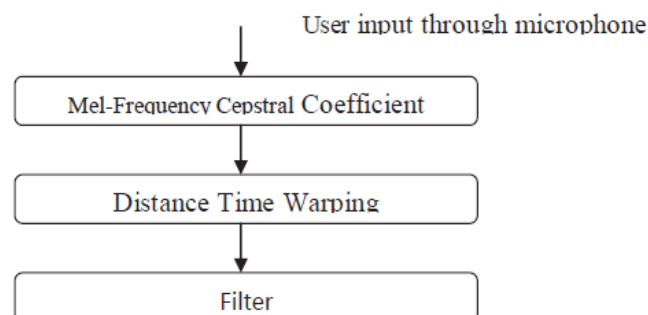 User input through microphone
Mel-Frequency Cepstral Coefficient
Distance Time Warping
Filter